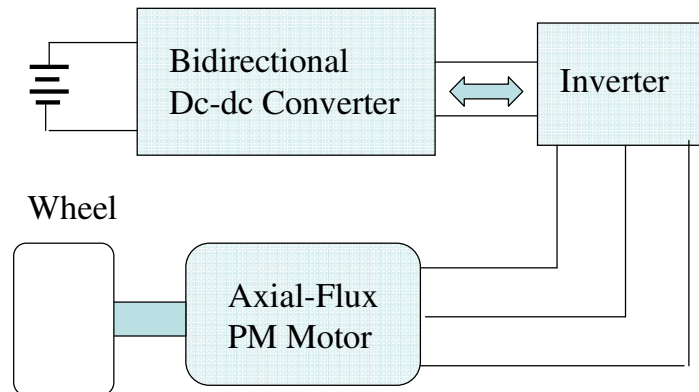 Bidirectional
Dc-dc Converter
Inverter
Wheel
Axial-Flux
PM Motor